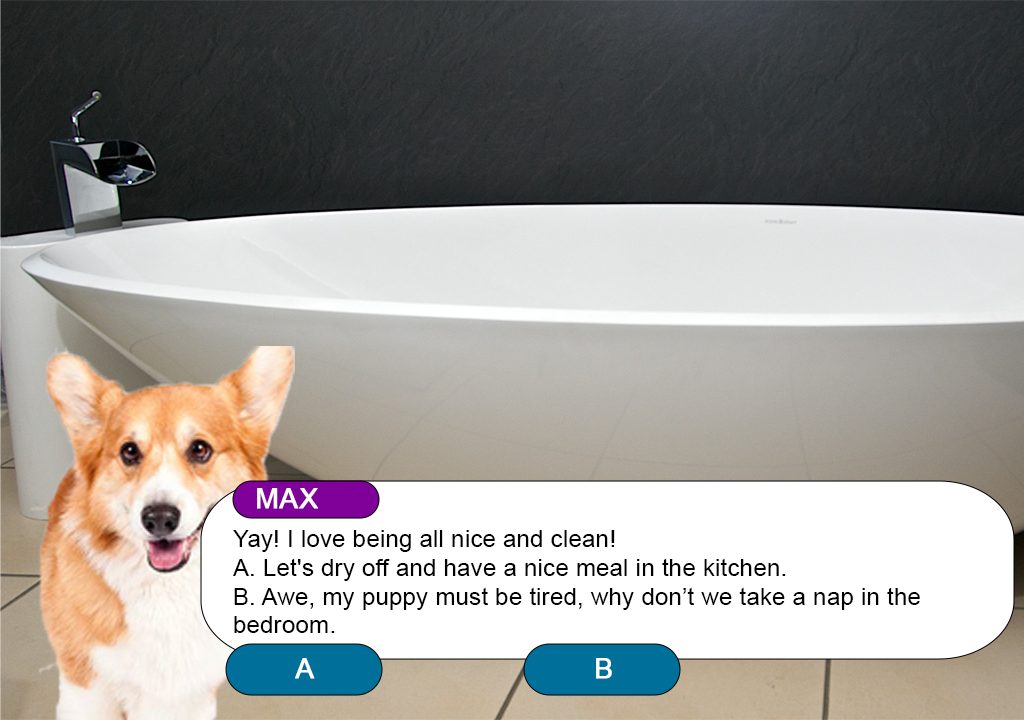 MAX
Yay! I love being all nice and clean!
A. Let's dry off and have a nice meal in the kitchen.
B. Awe, my puppy must be tired, why don’t we take a nap in the
bedroom.
A B